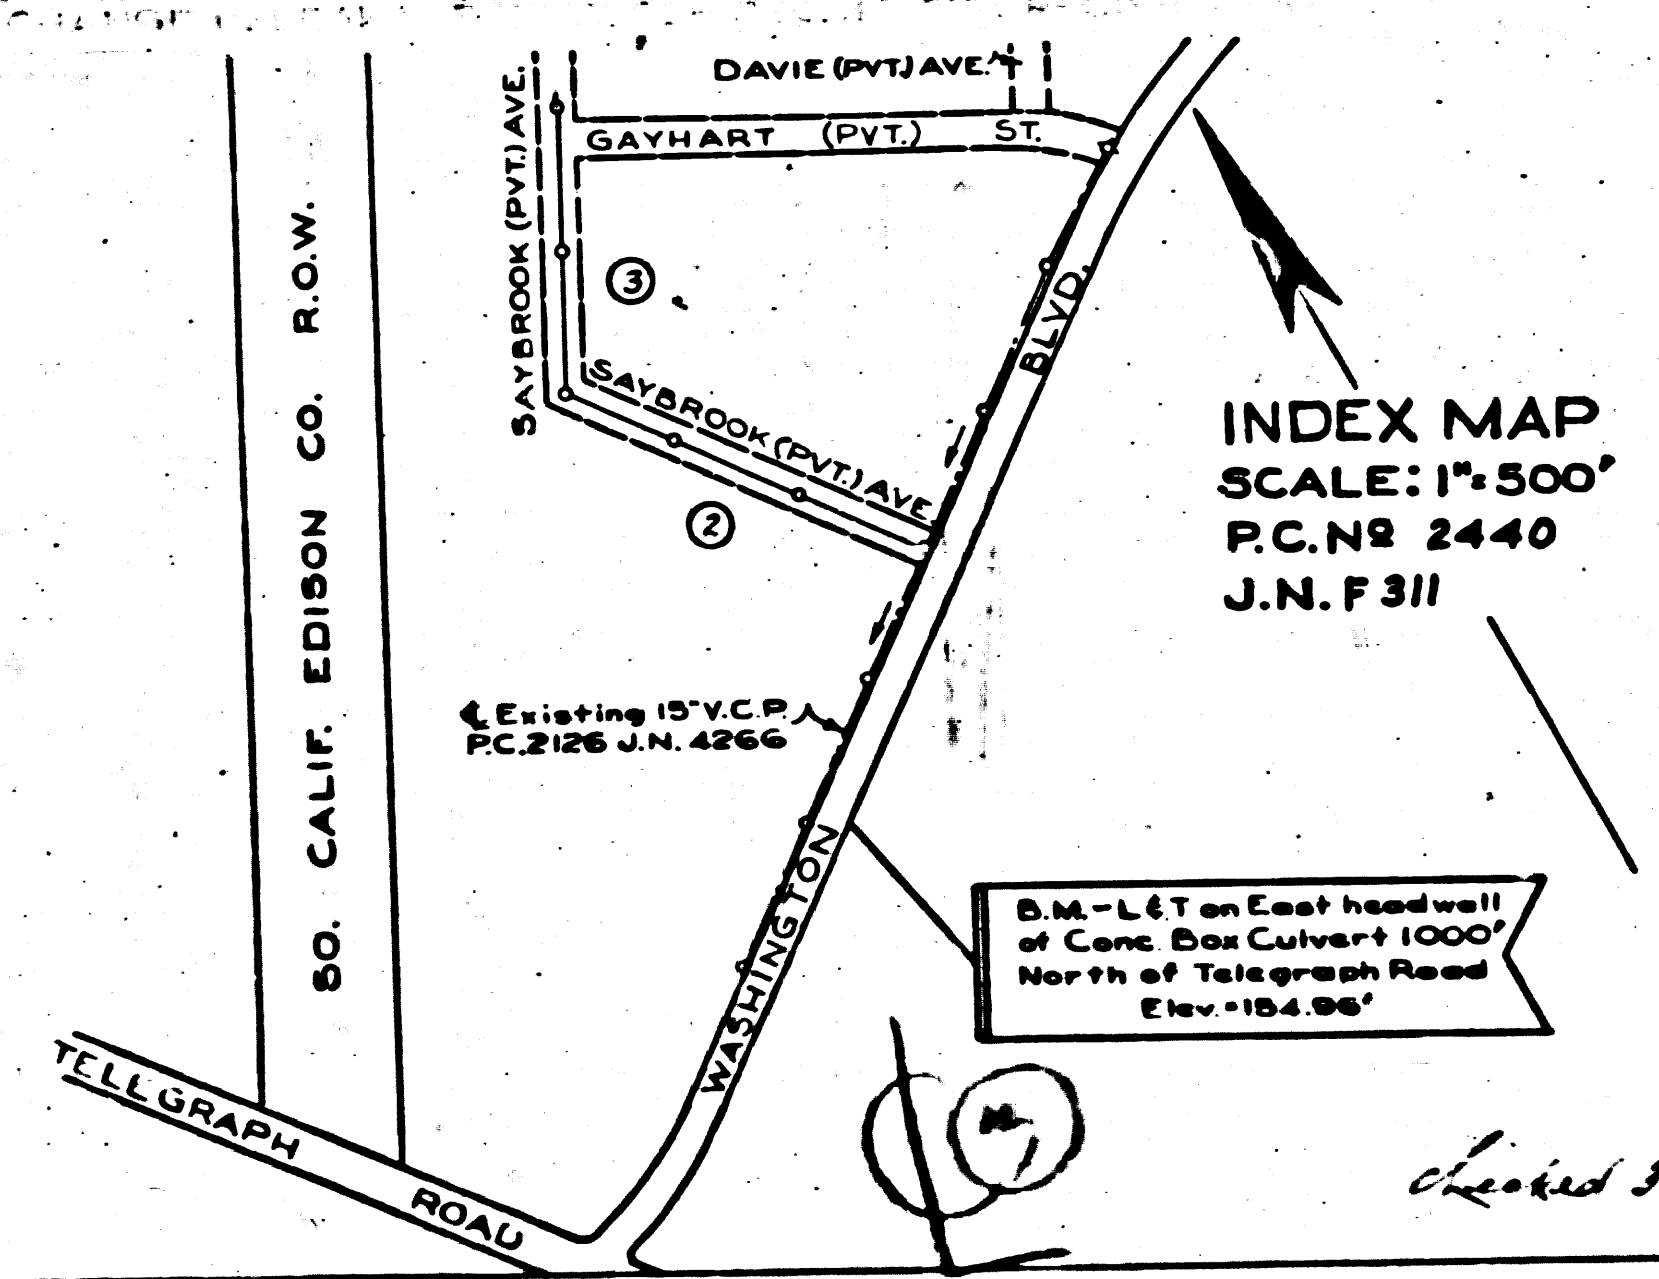 DAVIE (PVT.) AVE.
GAYHART (PVT.) ST.
SAYBROOK (PVT.) AVE.
3
SAYBROOK (PVT.) AVE.
2
SO. CALIF. EDISON CO. R.O.W.
WASHINGTON BLVD.
INDEX MAP
SCALE: 1"=500'
P.C. Nº 2440
J.N. F 311
℄ Existing 15" V.C.P.
P.C. 2126 J.N. 4266
B.M.-L&T on East headwall
of Conc. Box Culvert 1000'
North of Telegraph Road
Elev.=184.96'
TELEGRAPH ROAD